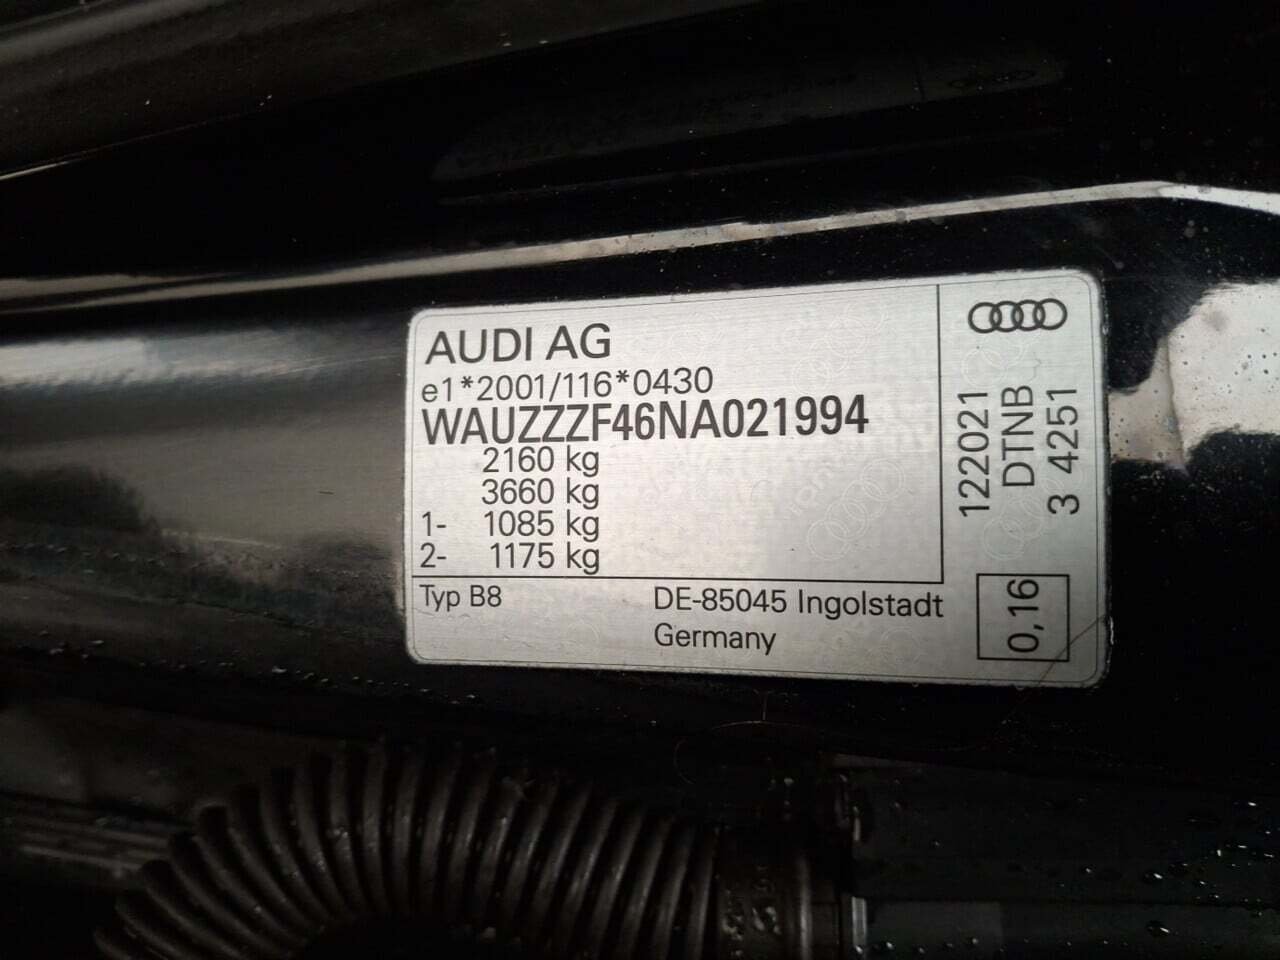 AUDI AG
e1*2001/116*0430
WAUZZZF46NA021994
2160 kg
3660 kg
1- 1085 kg
2- 1175 kg
Typ B8
DE-85045 Ingolstadt
Germany
122021
DTNB
3 4251
0,16